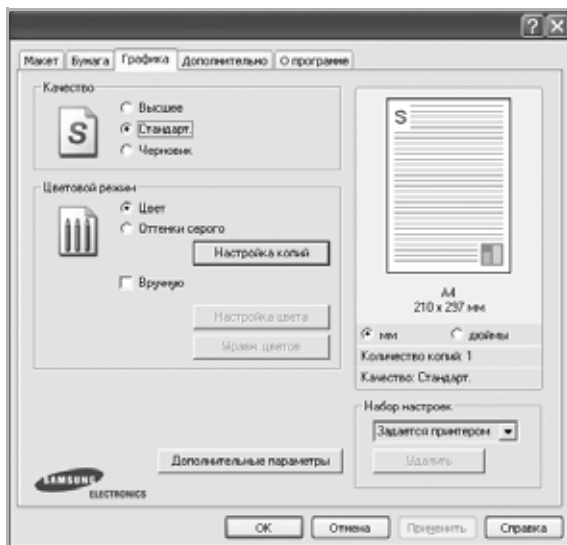 Макет Бумага Графика Дополнительно О программе
Качество
S
Высшее
Стандарт.
Черновик.
Цветовой режим
Цвет
Оттенки серого
Настройка копий
Вручную
Настройка цвета
Уравн. цветов
S
A4
210 x 297 мм
мм дюймы
Количество копий: 1
Качество: Стандарт.
Набор настроек.
Задается принтером
Удалить
Дополнительные параметры
SAMSUNG
ELECTRONICS
OK Отмена Применить Справка